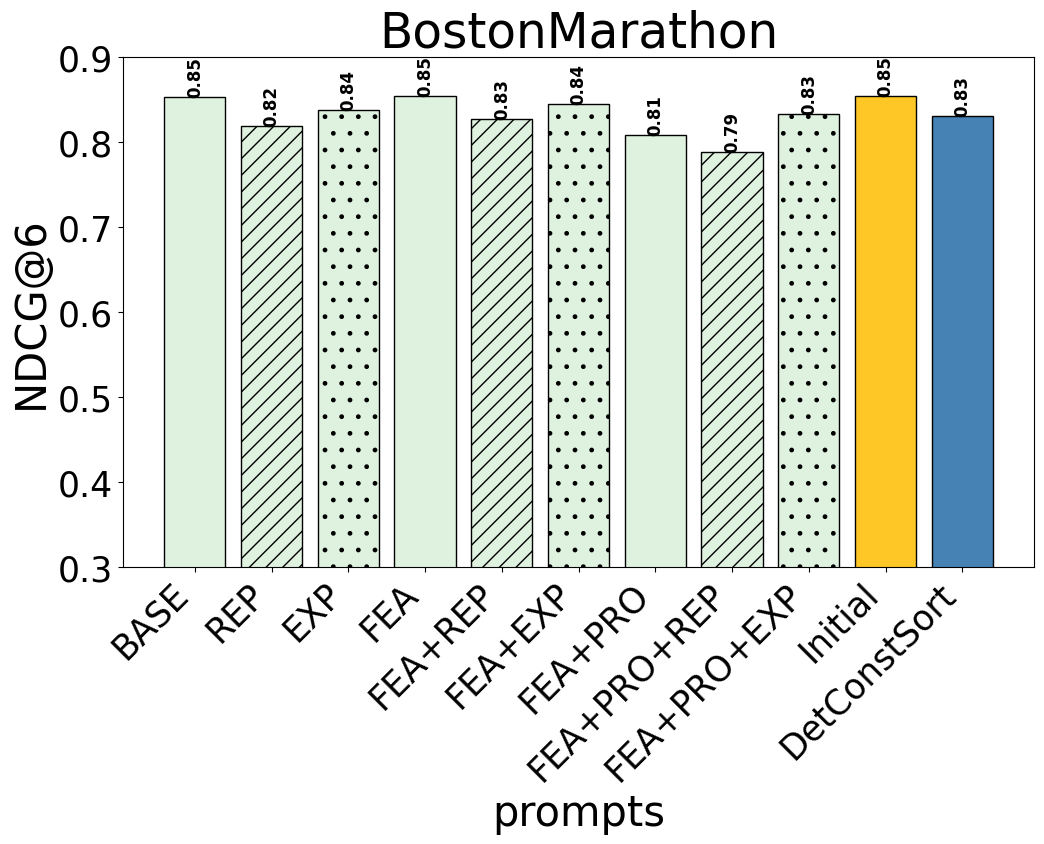 BostonMarathon
NDCG@6
0.9
0.8
0.7
0.6
0.5
0.4
0.3
0.85
0.82
0.84
0.85
0.83
0.84
0.81
0.79
0.83
0.85
0.83
BASE
REP
EXP
FEA
FEA+REP
FEA+EXP
FEA+PRO
FEA+PRO+REP
FEA+PRO+EXP
Initial
DetConstSort
prompts